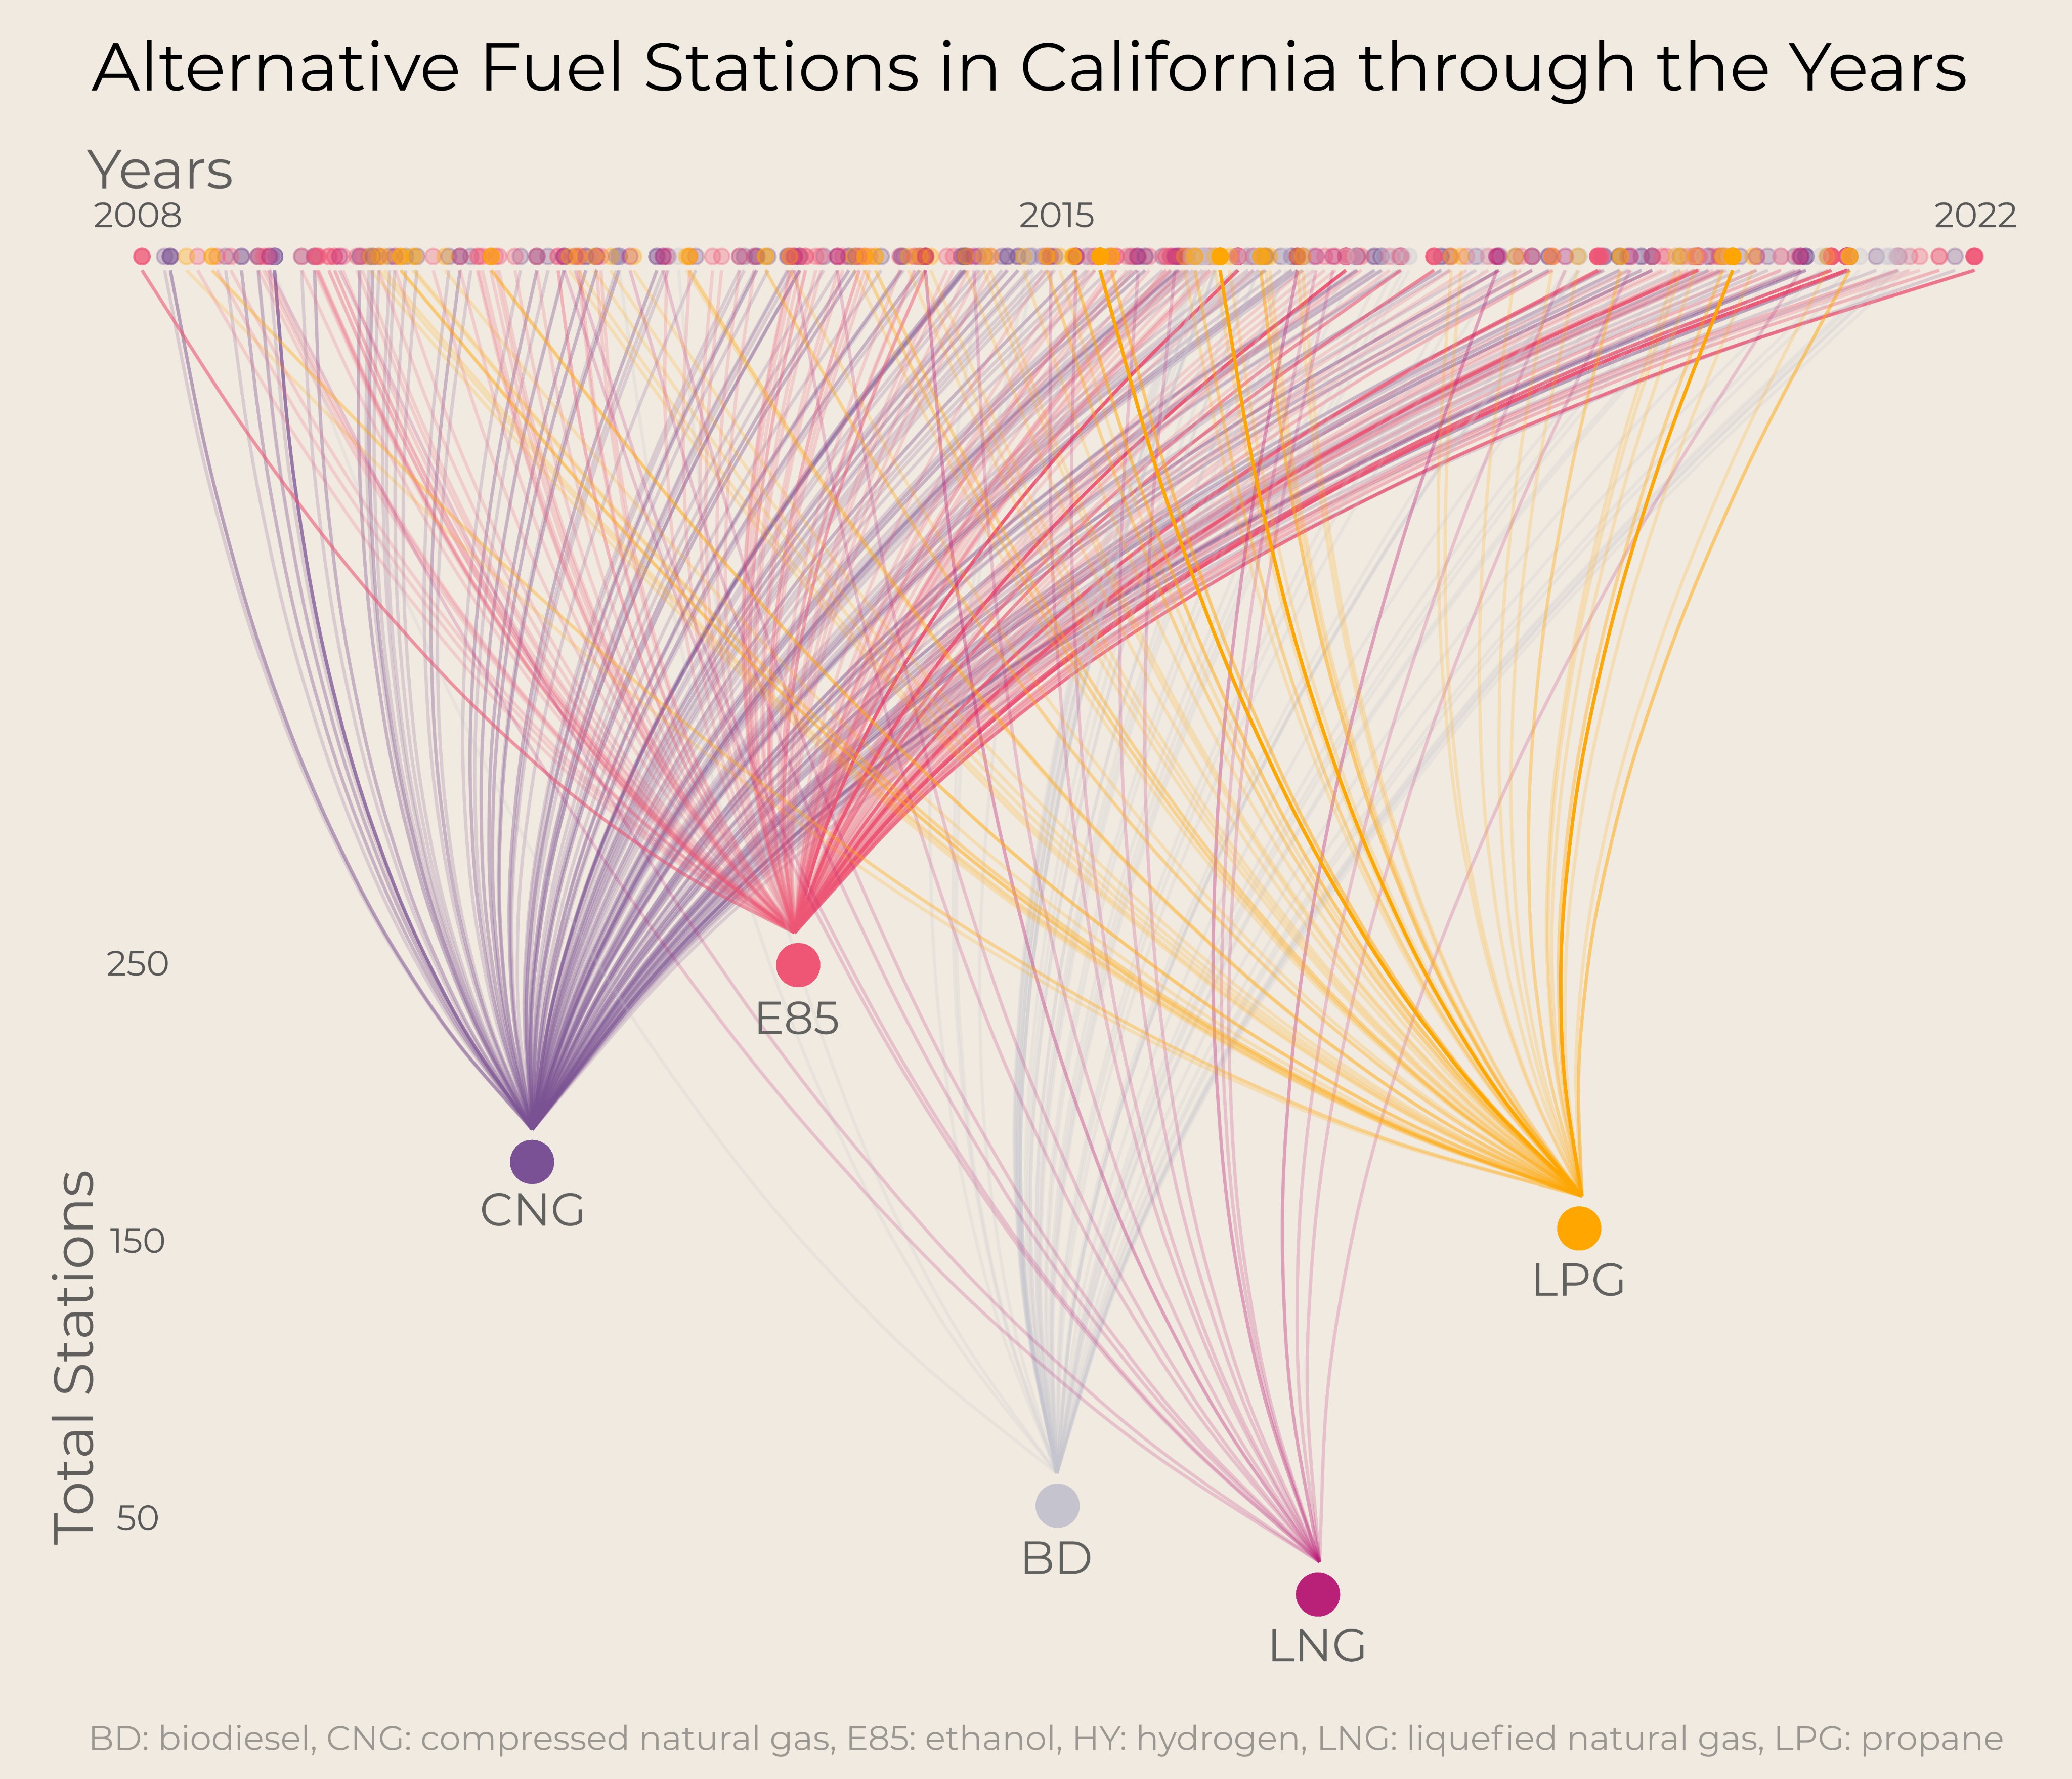 Alternative Fuel Stations in California through the Years
Years
2008 2015 2022
250
E85
CNG
150
LPG
Total Stations
50
BD
LNG
BD: biodiesel, CNG: compressed natural gas, E85: ethanol, HY: hydrogen, LNG: liquefied natural gas, LPG: propane